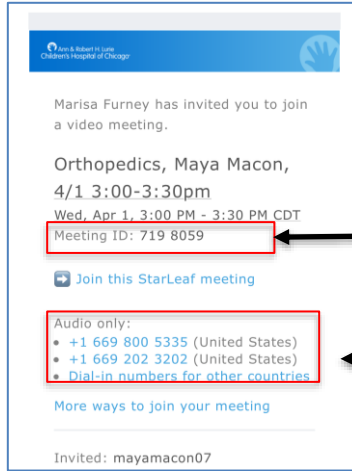 Ann & Robert H. Lurie
Children's Hospital of Chicago®
Marisa Furney has invited you to join
a video meeting.
Orthopedics, Maya Macon,
4/1 3:00-3:30pm
Wed, Apr 1, 3:00 PM - 3:30 PM CDT
Meeting ID: 719 8059
Join this StarLeaf meeting
Audio only:
• +1 669 800 5335 (United States)
• +1 669 202 3202 (United States)
• Dial-in numbers for other countries
More ways to join your meeting
Invited: mayamacon07